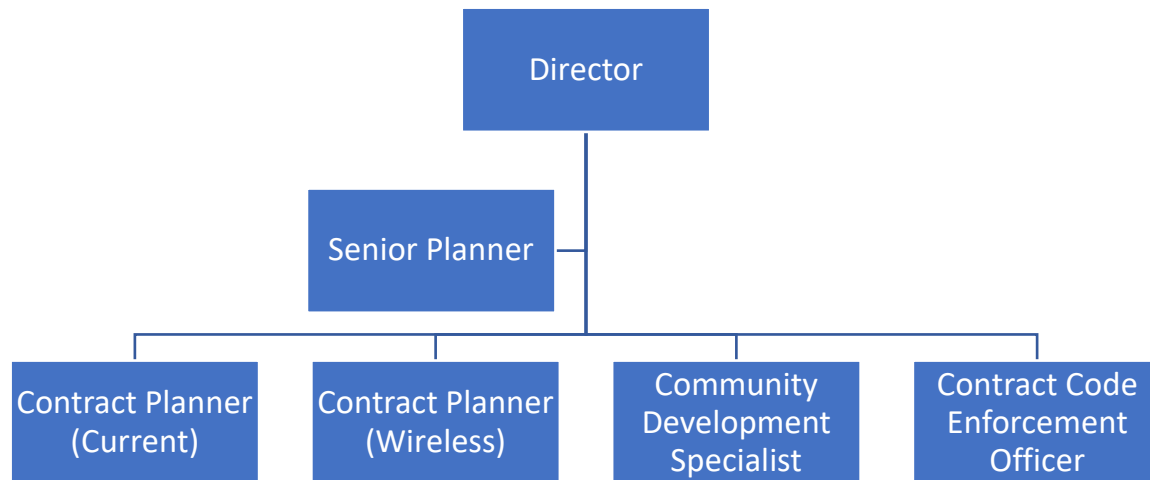 Director
Senior Planner
Contract Planner
(Current)
Contract Planner
(Wireless)
Community
Development
Specialist
Contract Code
Enforcement
Officer